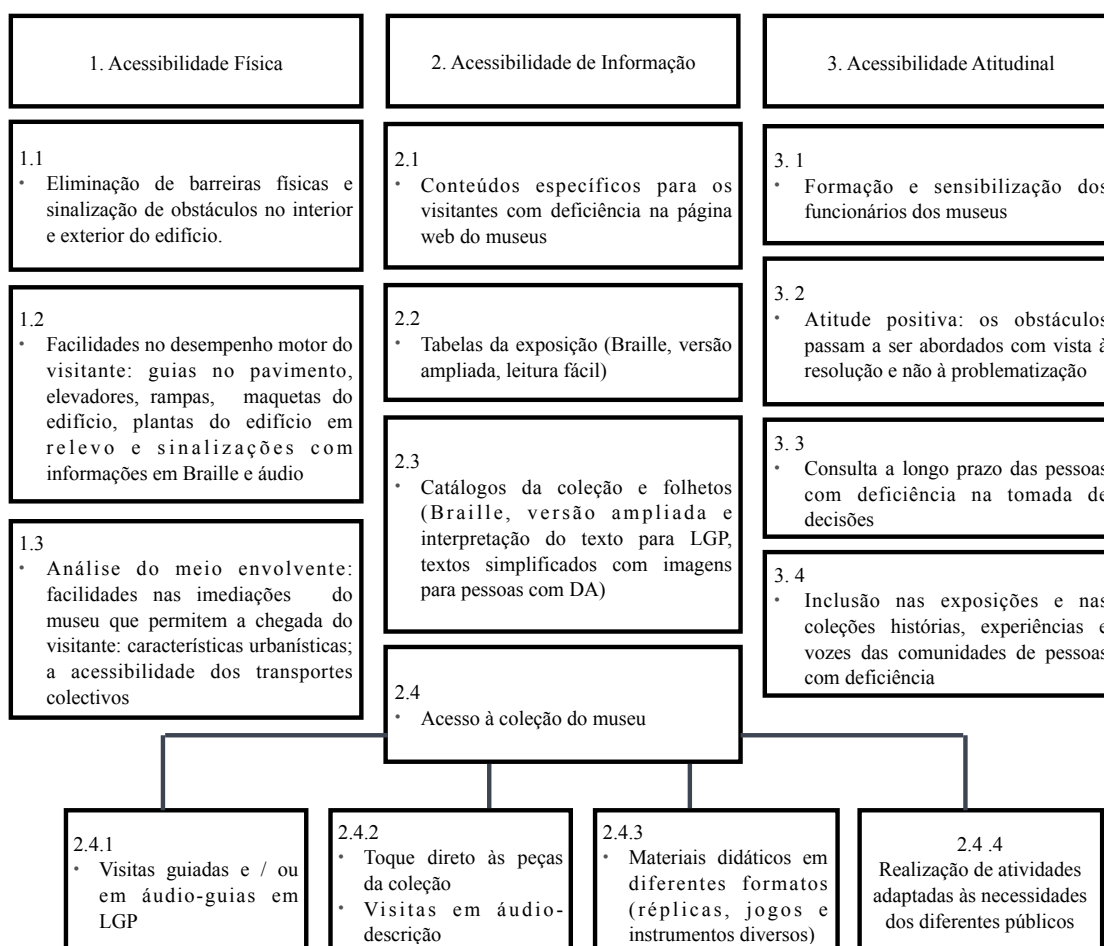 1. Acessibilidade Física
2. Acessibilidade de Informação
3. Acessibilidade Atitudinal
1.1
• Eliminação de barreiras físicas e
sinalização de obstáculos no interior
e exterior do edifício.
1.2
• Facilidades no desempenho motor do
visitante: guias no pavimento,
elevadores, rampas, maquetas do
edifício, plantas do edifício em
relevo e sinalizações com
informações em Braille e áudio
1.3
• Análise do meio envolvente:
facilidades nas imediações do
museu que permitem a chegada do
visitante: características urbanísticas;
a acessibilidade dos transportes
colectivos
2.1
• Conteúdos específicos para os
visitantes com deficiência na página
web do museus
2.2
• Tabelas da exposição (Braille, versão
ampliada, leitura fácil)
2.3
• Catálogos da coleção e folhetos
(Braille, versão ampliada e
interpretação do texto para LGP,
textos simplificados com imagens
para pessoas com DA)
2.4
• Acesso à coleção do museu
3. 1
• Formação e sensibilização dos
funcionários dos museus
3. 2
• Atitude positiva: os obstáculos
passam a ser abordados com vista à
resolução e não à problematização
3. 3
• Consulta a longo prazo das pessoas
com deficiência na tomada de
decisões
3. 4
• Inclusão nas exposições e nas
coleções histórias, experiências e
vozes das comunidades de pessoas
com deficiência
2.4.1
• Visitas guiadas e / ou
em áudio-guias em
LGP
2.4.2
• Toque direto às peças
da coleção
• Visitas em áudio-
descrição
2.4.3
• Materiais didáticos em
diferentes formatos
(réplicas, jogos e
instrumentos diversos)
2.4 .4
Realização de atividades
adaptadas às necessidades
dos diferentes públicos